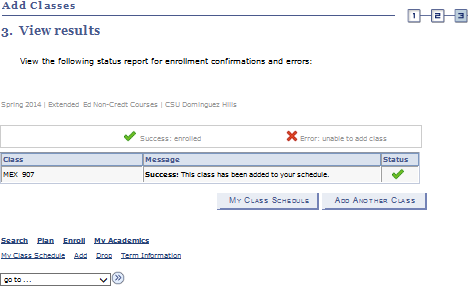 Add Classes
1 2 3
3. View results
View the following status report for enrollment confirmations and errors:
Spring 2014 | Extended Ed Non-Credt Courses | CSU Dominguez Hills
Success: enrolled Error: unable to add class
Class Message Status
MEX 907 Success: This class has been added to your schedule.
My Class Schedule Add Another Class
Search Plan Enroll My Academics
My Class Schedule Add Drop Term Information
go to ...